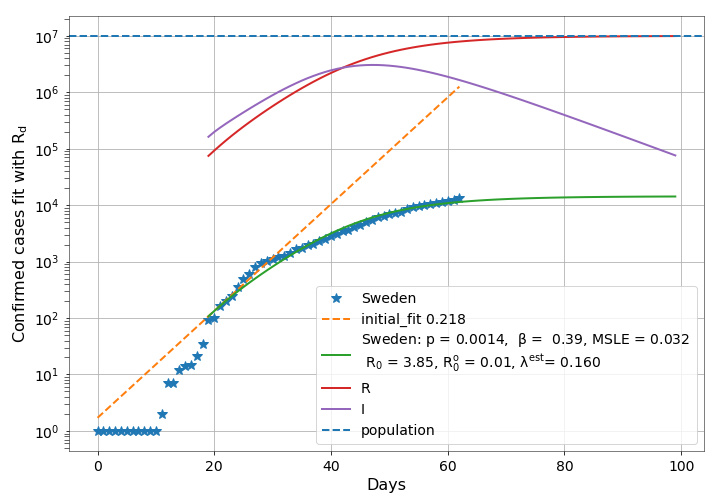 Confirmed cases fit with R_d
10⁷
10⁶
10⁵
10⁴
10³
10²
10¹
10⁰
Sweden
initial_fit 0.218
Sweden: p = 0.0014,  β =  0.39, MSLE = 0.032
R₀ = 3.85, R₀ᵒ = 0.01, λᵉˢᵗ= 0.160
R
I
population
0 20 40 60 80 100
Days